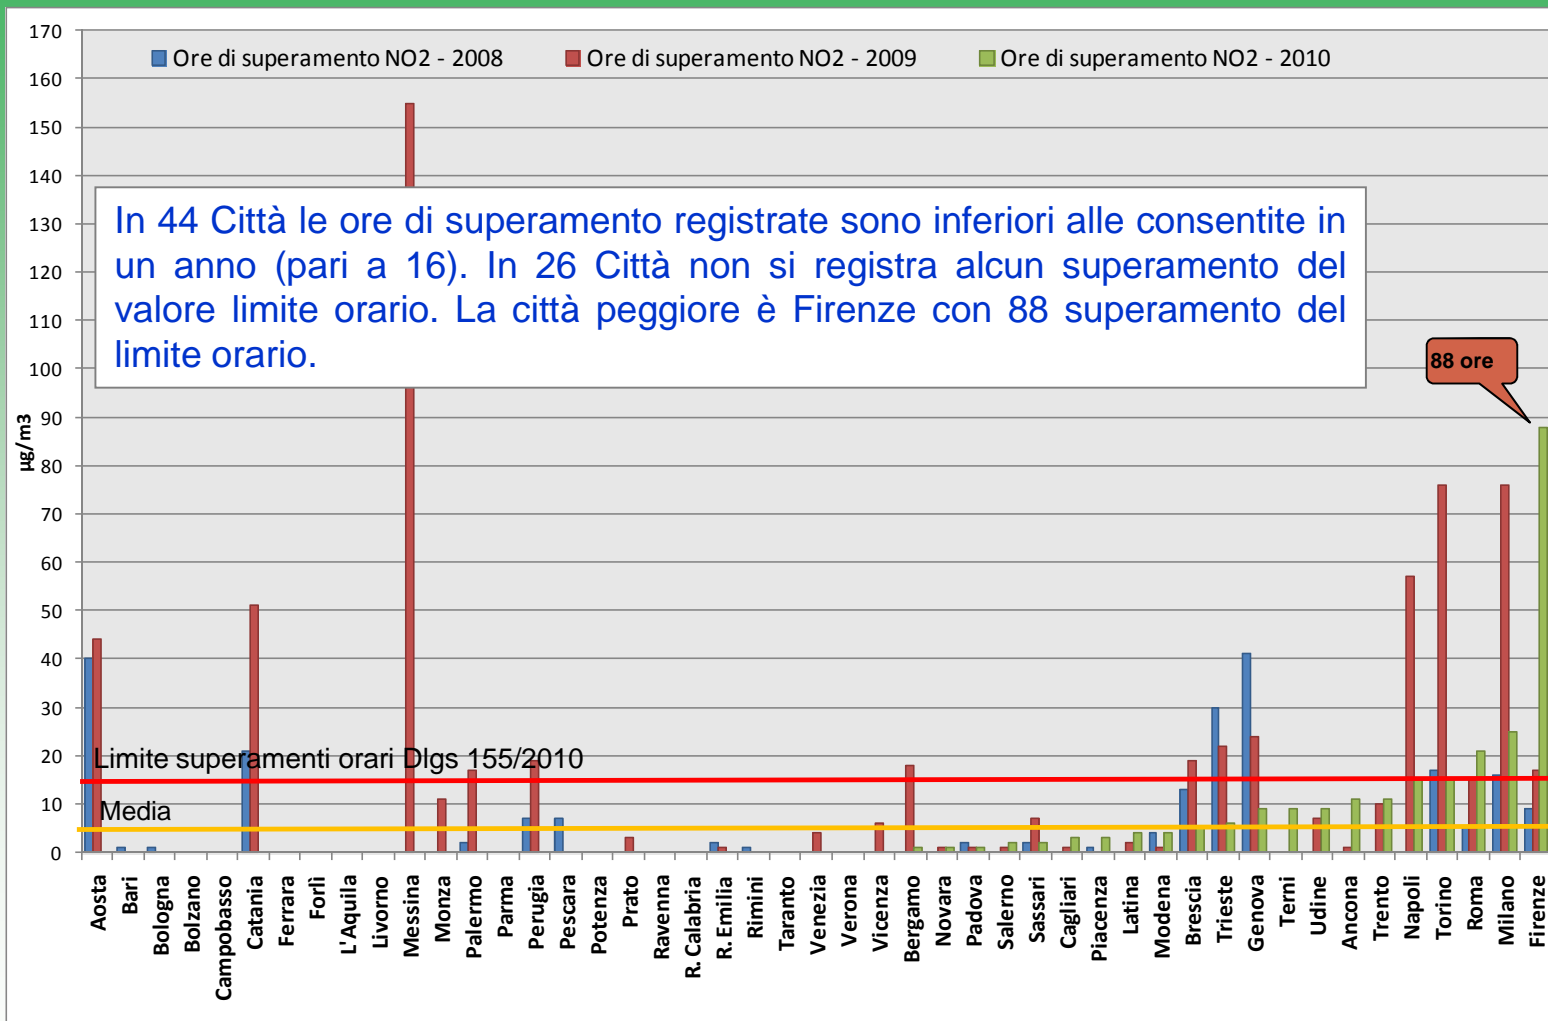 170
Ore di superamento NO2 - 2008
Ore di superamento NO2 - 2009
Ore di superamento NO2 - 2010
160
150
140
130
120
110
100
90
80
70
60
50
40
30
20
10
0
µg/m3
In 44 Città le ore di superamento registrate sono inferiori alle consentite in
un anno (pari a 16). In 26 Città non si registra alcun superamento del
valore limite orario. La città peggiore è Firenze con 88 superamento del
limite orario.
88 ore
Limite superamenti orari Dlgs 155/2010
Media
Aosta
Bari
Bologna
Bolzano
Campobasso
Catania
Ferrara
Forlì
L'Aquila
Livorno
Messina
Monza
Palermo
Parma
Perugia
Pescara
Potenza
Prato
Ravenna
R. Calabria
R. Emilia
Rimini
Taranto
Venezia
Verona
Vicenza
Bergamo
Novara
Padova
Salerno
Sassari
Cagliari
Piacenza
Latina
Modena
Brescia
Trieste
Genova
Terni
Udine
Ancona
Trento
Napoli
Torino
Roma
Milano
Firenze